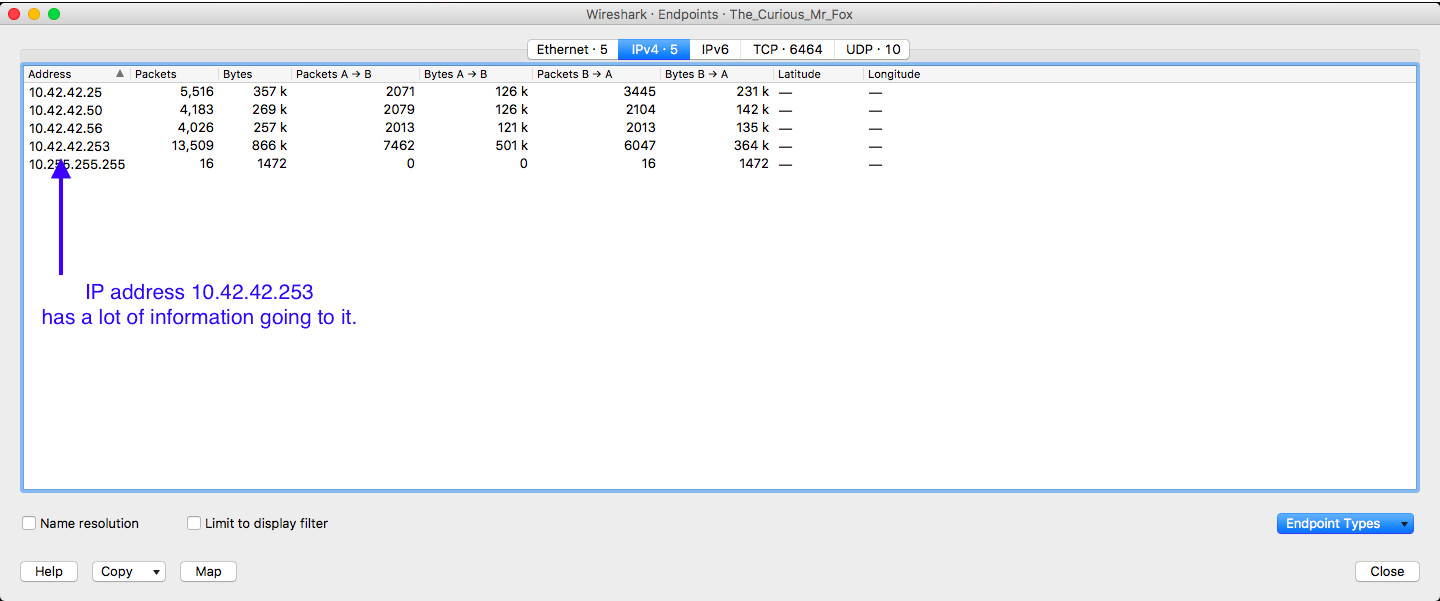 Wireshark · Endpoints · The_Curious_Mr_Fox
Ethernet · 5 IPv4 · 5 IPv6 TCP · 6464 UDP · 10
Address Packets Bytes Packets A → B Bytes A → B Packets B → A Bytes B → A Latitude Longitude
10.42.42.25 5,516 357 k 2071 126 k 3445 231 k — —
10.42.42.50 4,183 269 k 2079 126 k 2104 142 k — —
10.42.42.56 4,026 257 k 2013 121 k 2013 135 k — —
10.42.42.253 13,509 866 k 7462 501 k 6047 364 k — —
10.255.255.255 16 1472 0 0 16 1472 — —
IP address 10.42.42.253
has a lot of information going to it.
Name resolution Limit to display filter Endpoint Types
Help Copy Map Close